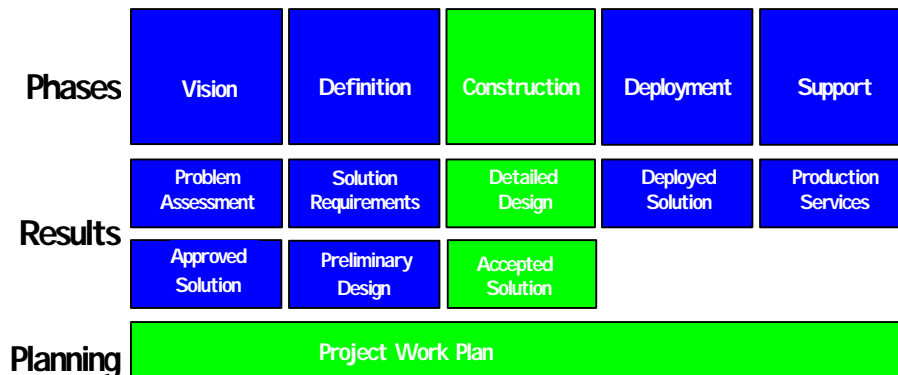 Phases
Vision
Definition
Construction
Deployment
Support
Results
Problem
Assessment
Solution
Requirements
Detailed
Design
Deployed
Solution
Production
Services
Approved
Solution
Preliminary
Design
Accepted
Solution
Planning
Project Work Plan